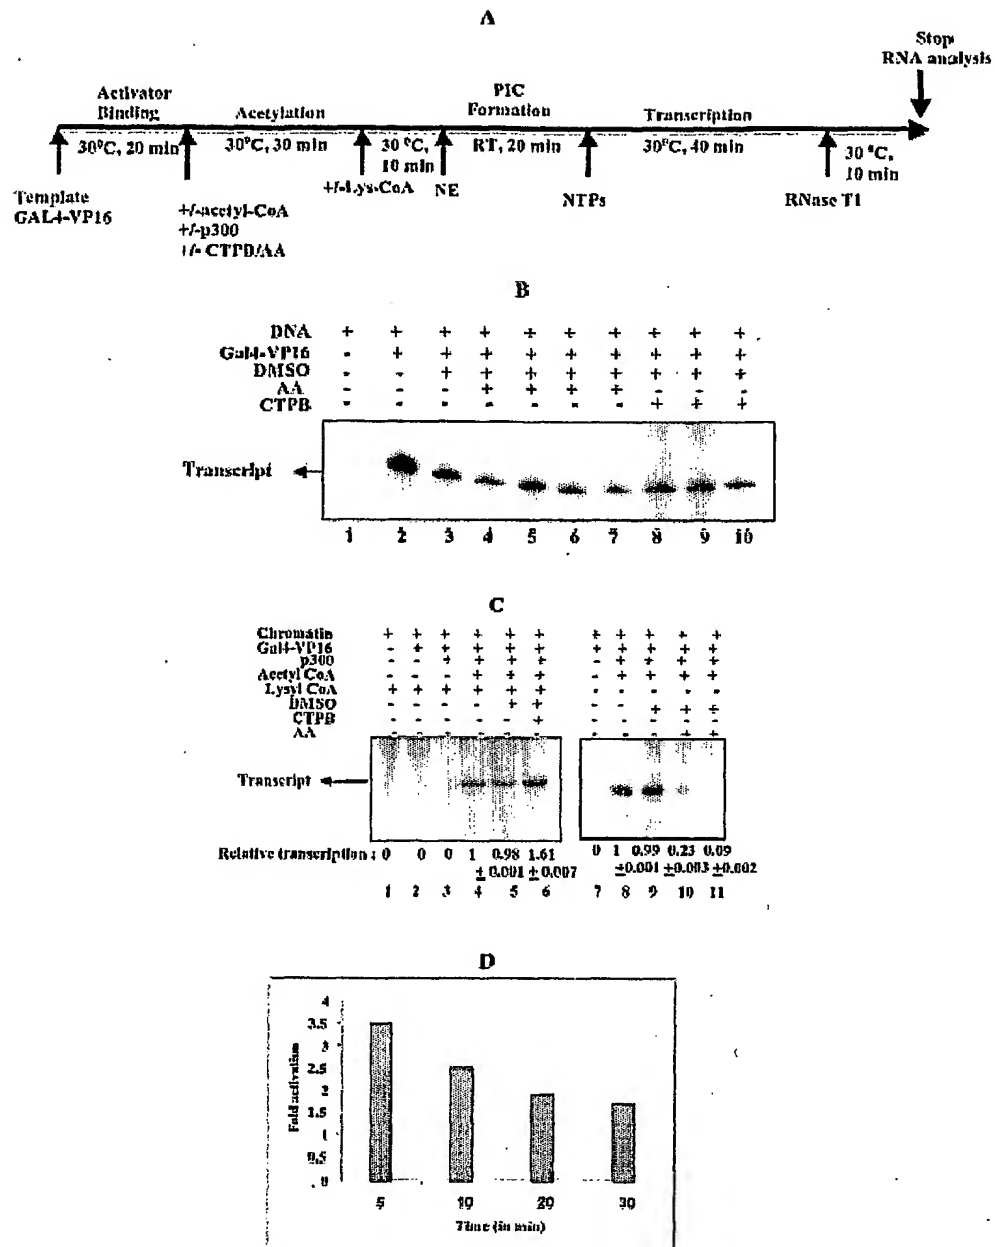 A
Stop
RNA analysis
Activator
Binding
Acetylation
PIC
Formation
Transcription
30⁰C, 20 min
30⁰C, 30 min
30 ⁰C,
10 min
RT, 20 min
30⁰C, 40 min
30 ⁰C,
10 min
Template
GAL4-VP16
+/-acetyl-CoA
+/-p300
+/- CTPB/AA
+/-Lys-CoA
NE
NTPs
RNase T1
B
DNA + + + + + + + + + +
Gal4-VP16 - + + + + + + + + +
DMSO - - + + + + + + + +
AA - - - + + + + - - -
CTPB - - - - - - - + + +
Transcript
1 2 3 4 5 6 7 8 9 10
C
Chromatin + + + + + + + + + + +
Gal4-VP16 - + + + + + - + + + +
p300 - - + + + + - + + + +
Acetyl CoA - - - + + + - + + + +
Lysyl CoA + + + + + + - - - - -
DMSO - - - - + + - - + + +
CTPB - - - - - + - - - - -
AA - - - - - - - - - + +
Transcript
Relative transcription : 0 0 0 1 0.98 1.61 0 1 0.99 0.23 0.09
± 0.001 ± 0.007 ±0.001 ±0.003 ±0.002
1 2 3 4 5 6 7 8 9 10 11
D
Fold activation
4
3.5
3
2.5
2
1.5
1
0.5
0
5 10 20 30
Time (in min)